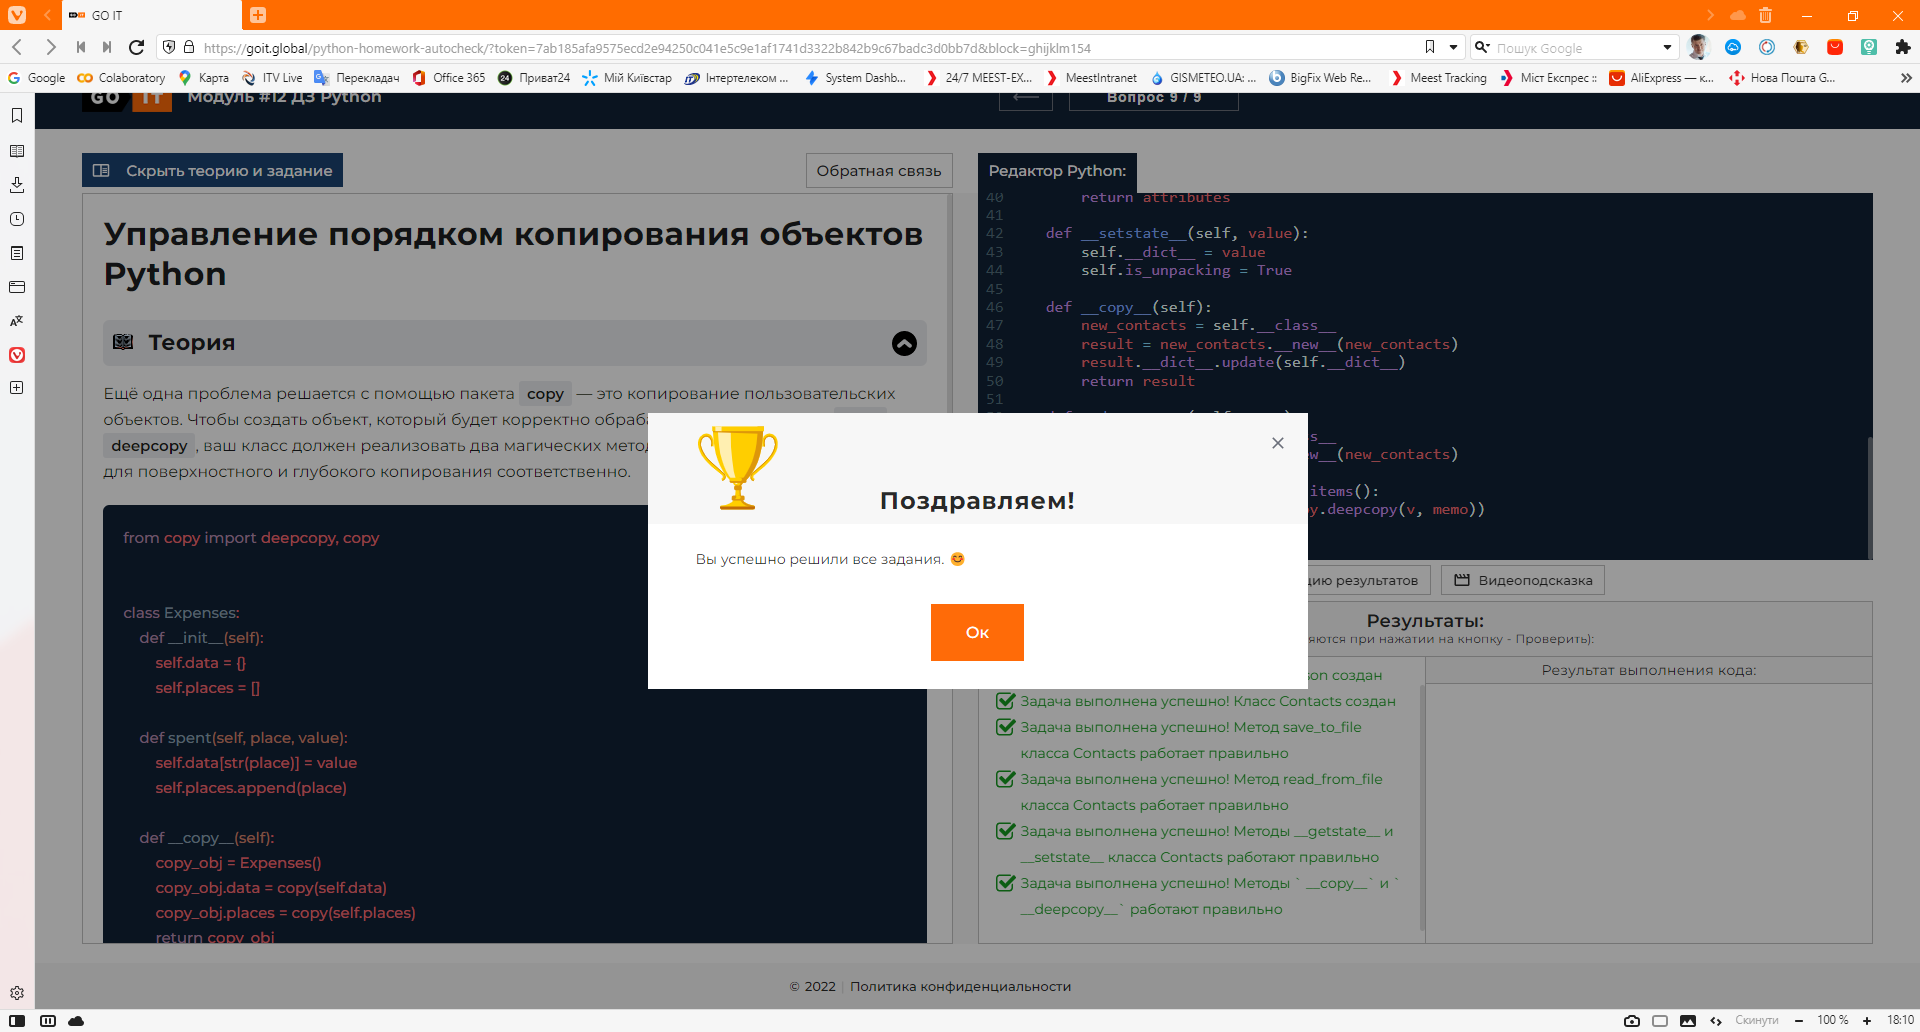 GO IT
https://goit.global/python-homework-autocheck/?token=7ab185afa9575ecd2e94250c041e5c9e1af1741d3322b842b9c67badc3d0bb7d&block=ghijklm154
Пошук Google
Google
Colaboratory
Карта
ITV Live
Перекладач
Office 365
Приват24
Мій Київстар
Інтертелеком ...
System Dashb...
24/7 MEEST-EX...
MeestIntranet
GISMETEO.UA: ...
BigFix Web Re...
Meest Tracking
Міст Експрес ::
AliExpress — к...
Нова Пошта G...
GO IT
Модуль #12 ДЗ Python
Вопрос 9 / 9
Скрыть теорию и задание
Обратная связь
Управление порядком копирования объектов
Python
Теория
Ещё одна проблема решается с помощью пакета copy — это копирование пользовательских
объектов. Чтобы создать объект, который будет корректно
deepcopy , ваш класс должен реализовать два магических
для поверхностного и глубокого копирования соответственно.
from copy import deepcopy, copy
class Expenses:
def __init__(self):
self.data = {}
self.places = []
def spent(self, place, value):
self.data[str(place)] = value
self.places.append(place)
def __copy__(self):
copy_obj = Expenses()
copy_obj.data = copy(self.data)
copy_obj.places = copy(self.places)
return copy_obj
Редактор Python:
40 return attributes
41
42 def __setstate__(self, value):
43 self.__dict__ = value
44 self.is_unpacking = True
45
46 def __copy__(self):
47 new_contacts = self.__class__
48 result = new_contacts.__new__(new_contacts)
49 result.__dict__.update(self.__dict__)
50 return result
51
s__
w__(new_contacts)
items():
y.deepcopy(v, memo))
Поздравляем!
Вы успешно решили все задания. 😊
Ок
цию результатов
Видеоподсказка
Результаты:
яются при нажатии на кнопку - Проверить):
Результат выполнения кода:
son создан
Задача выполнена успешно! Класс Contacts создан
Задача выполнена успешно! Метод save_to_file
класса Contacts работает правильно
Задача выполнена успешно! Метод read_from_file
класса Contacts работает правильно
Задача выполнена успешно! Методы __getstate__ и
__setstate__ класса Contacts работают правильно
Задача выполнена успешно! Методы ` __copy__` и `
__deepcopy__` работают правильно
© 2022 | Политика конфиденциальности
Скинути
100 %
18:10